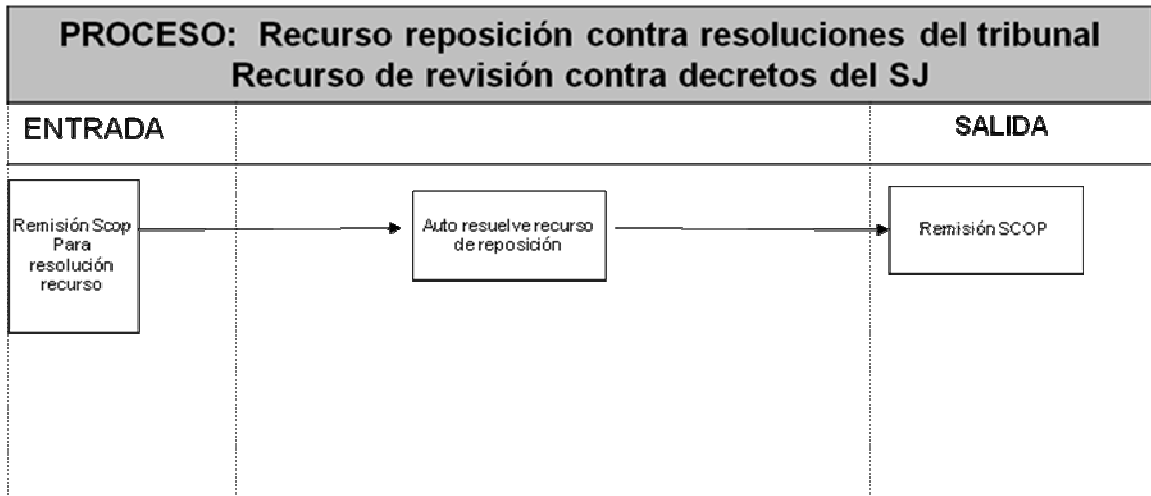 PROCESO: Recurso reposición contra resoluciones del tribunal
Recurso de revisión contra decretos del SJ
ENTRADA
SALIDA
Remisión Scop
Para
resolución
recurso
Auto resuelve recurso
de reposición
Remisión SCOP